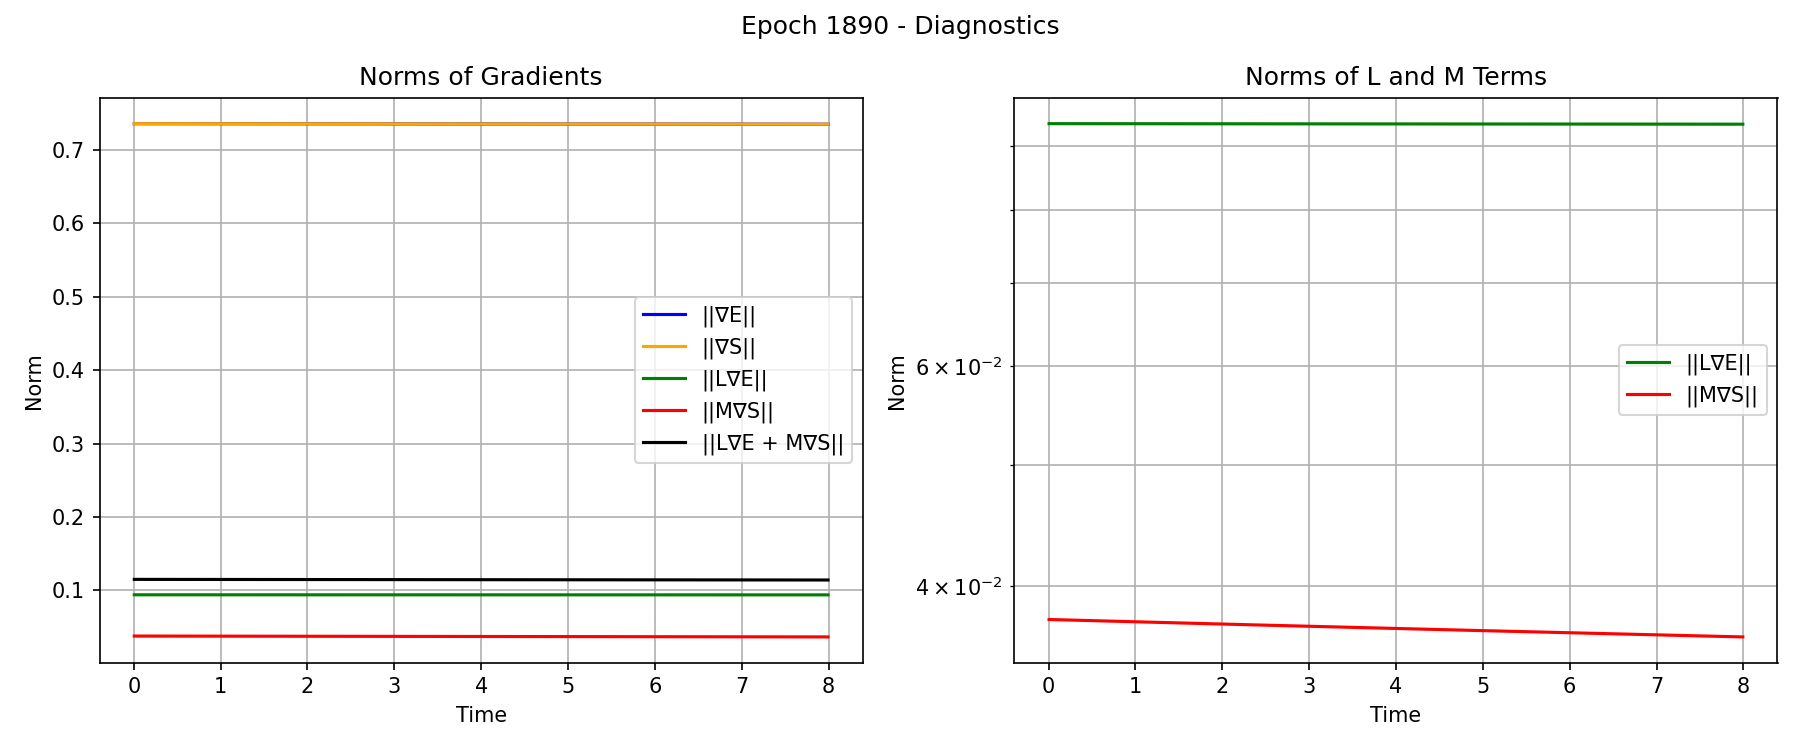 Epoch 1890 - Diagnostics
Norms of Gradients
Norm
0.7
0.6
0.5
0.4
0.3
0.2
0.1
||∇E||
||∇S||
||L∇E||
||M∇S||
||L∇E + M∇S||
0 1 2 3 4 5 6 7 8
Time
Norms of L and M Terms
Norm
6 × 10⁻²
4 × 10⁻²
||L∇E||
||M∇S||
0 1 2 3 4 5 6 7 8
Time